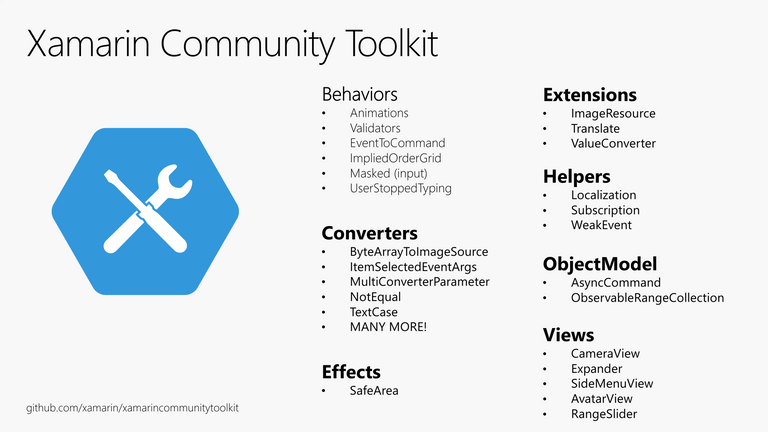 Xamarin Community Toolkit
Behaviors
• Animations
• Validators
• EventToCommand
• ImpliedOrderGrid
• Masked (input)
• UserStoppedTyping
Converters
• ByteArrayToImageSource
• ItemSelectedEventArgs
• MultiConverterParameter
• NotEqual
• TextCase
• MANY MORE!
Effects
• SafeArea
Extensions
• ImageResource
• Translate
• ValueConverter
Helpers
• Localization
• Subscription
• WeakEvent
ObjectModel
• AsyncCommand
• ObservableRangeCollection
Views
• CameraView
• Expander
• SideMenuView
• AvatarView
• RangeSlider
github.com/xamarin/xamarincommunitytoolkit